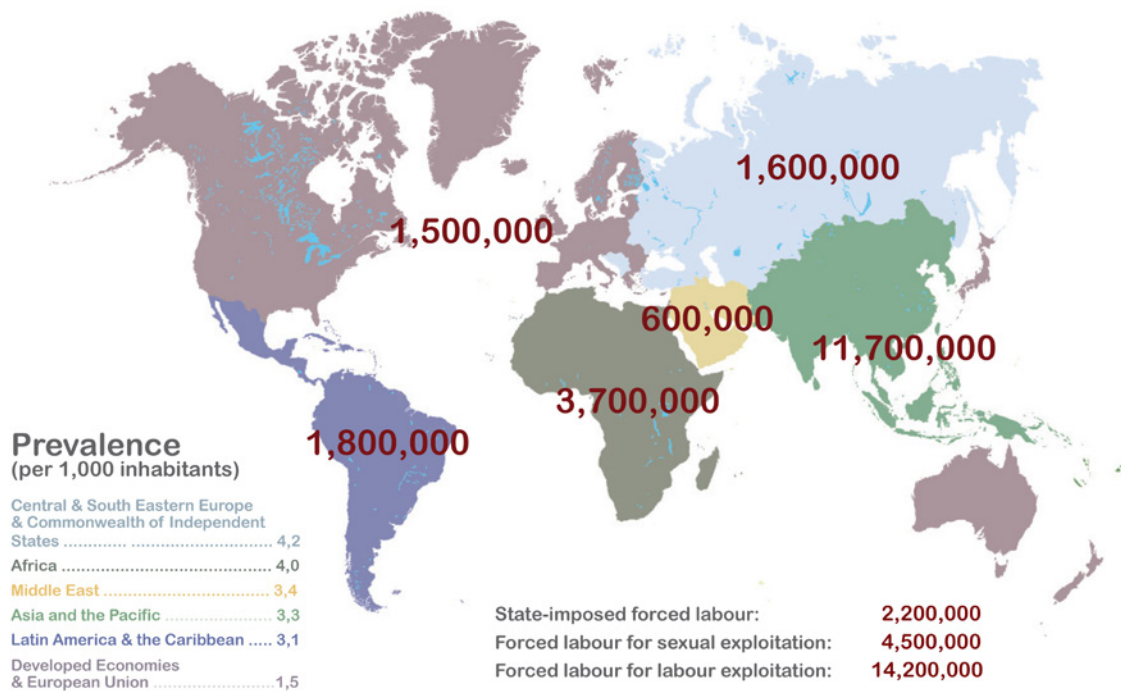 1,600,000
1,500,000
600,000
11,700,000
3,700,000
1,800,000
Prevalence
(per 1,000 inhabitants)
Central & South Eastern Europe
& Commonwealth of Independent
States ............. ............................... 4,2
Africa .............................................. 4,0
Middle East .................................... 3,4
Asia and the Pacific ...................... 3,3
Latin America & the Caribbean ..... 3,1
Developed Economies
& European Union ......................... 1,5
State-imposed forced labour: 2,200,000
Forced labour for sexual exploitation: 4,500,000
Forced labour for labour exploitation: 14,200,000